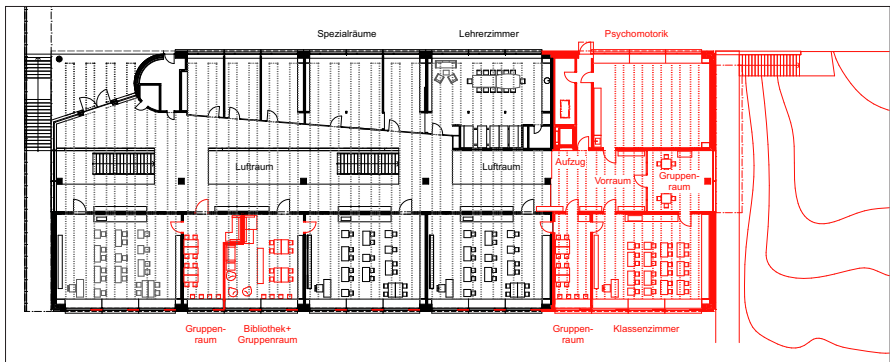 Spezialräume
Lehrerzimmer
Psychomotorik
Luftraum
Luftraum
Aufzug
Vorraum
Gruppen-
raum
Gruppen-
raum
Bibliothek+
Gruppenraum
Gruppen-
raum
Klassenzimmer